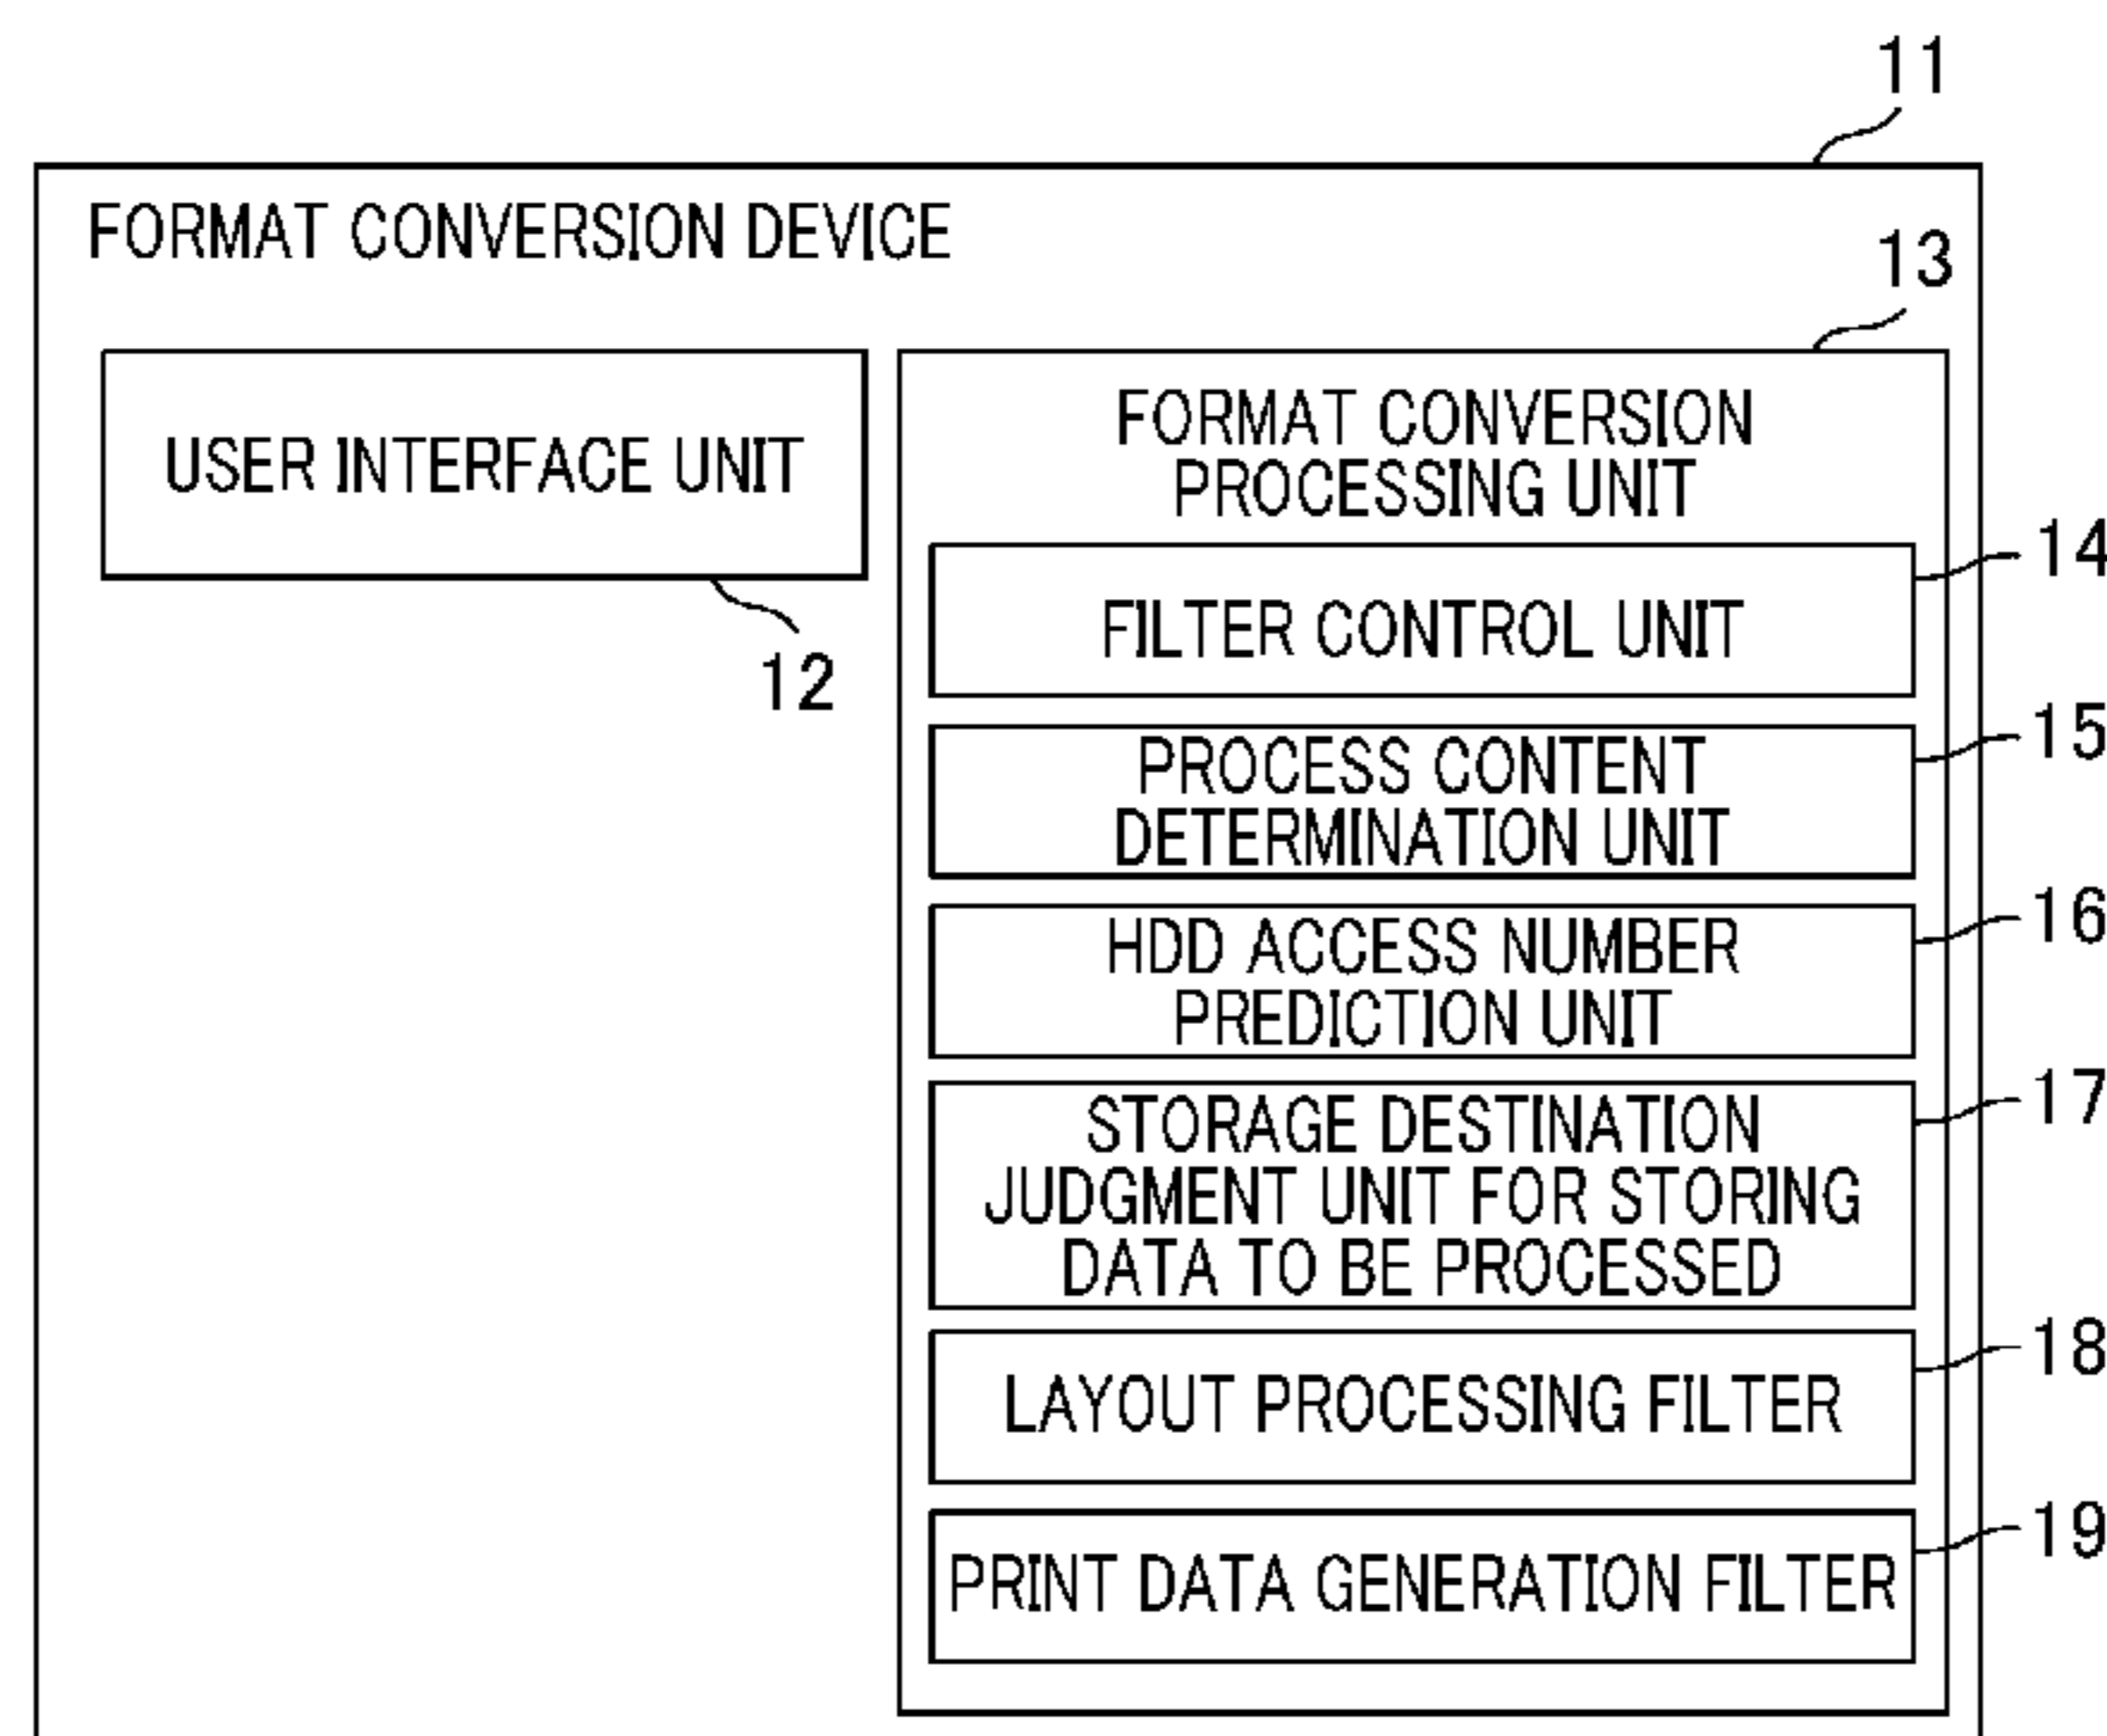 11
FORMAT CONVERSION DEVICE
13
USER INTERFACE UNIT
12
FORMAT CONVERSION
PROCESSING UNIT
14
FILTER CONTROL UNIT
15
PROCESS CONTENT
DETERMINATION UNIT
16
HDD ACCESS NUMBER
PREDICTION UNIT
17
STORAGE DESTINATION
JUDGMENT UNIT FOR STORING
DATA TO BE PROCESSED
18
LAYOUT PROCESSING FILTER
19
PRINT DATA GENERATION FILTER